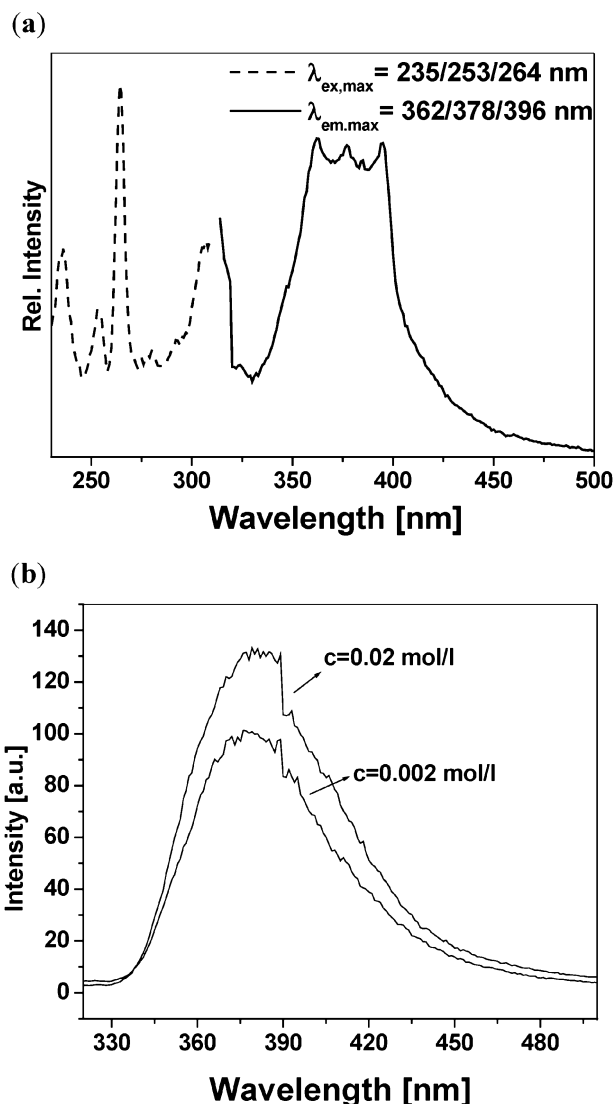 (a)
λex,max= 235/253/264 nm
λem.max= 362/378/396 nm
Rel. Intensity
250 300 350 400 450 500
Wavelength [nm]
(b)
140
120
100
80
60
40
20
0
c=0.02 mol/l
c=0.002 mol/l
Intensity [a.u.]
330 360 390 420 450 480
Wavelength [nm]